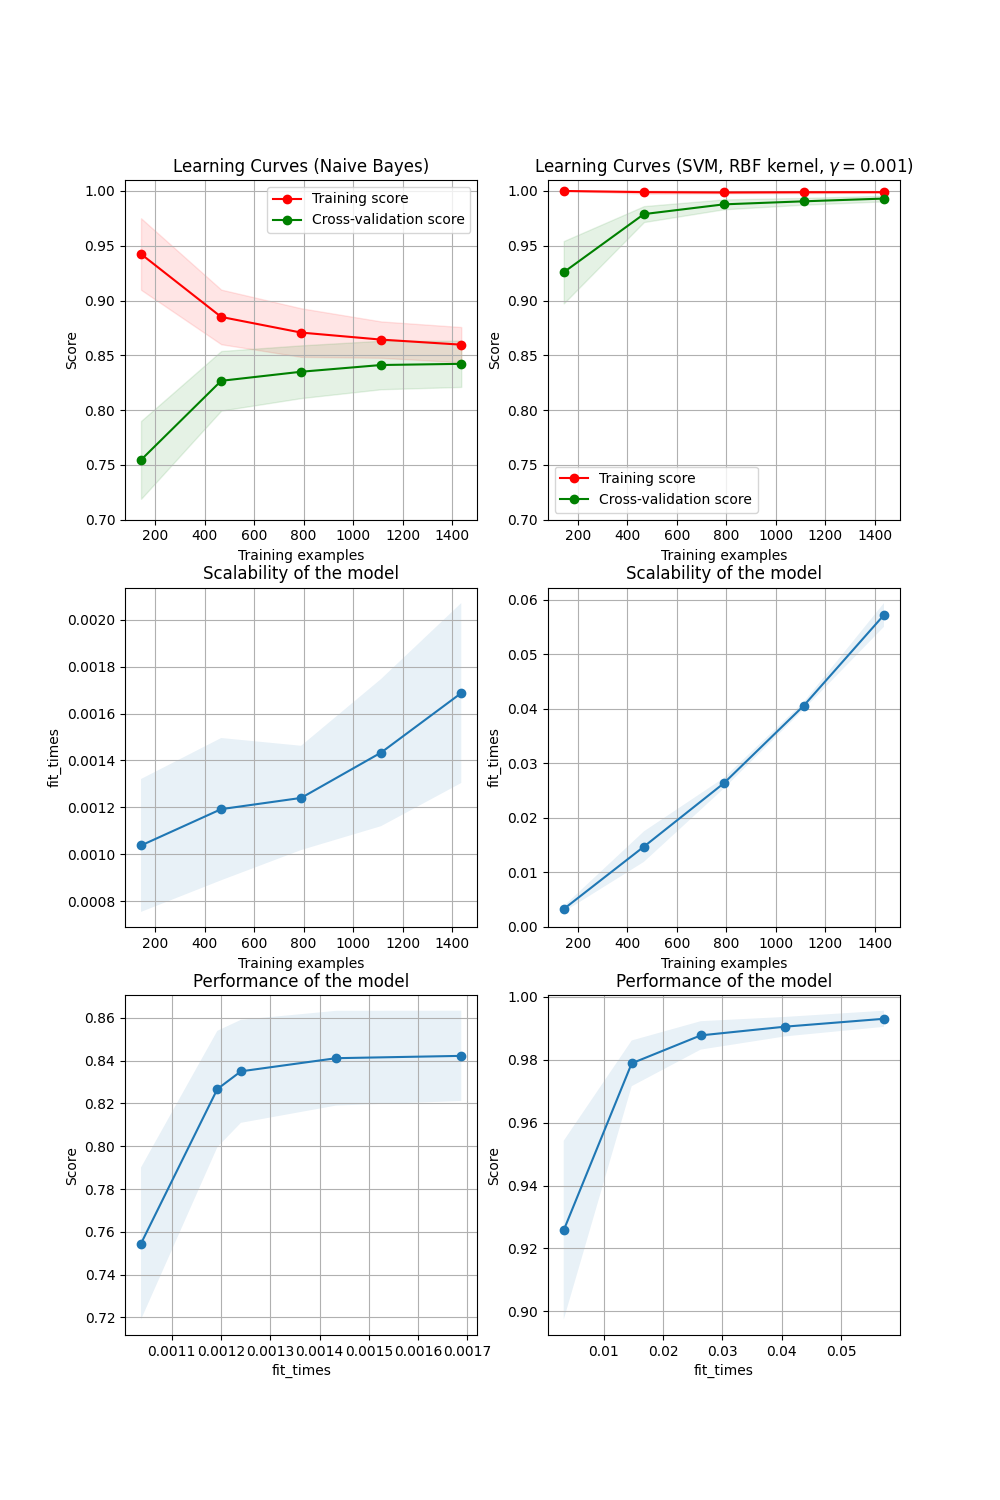 Learning Curves (Naive Bayes)
1.00
0.95
0.90
0.85
0.80
0.75
0.70
Score
Training score
Cross-validation score
200 400 600 800 1000 1200 1400
Training examples
Learning Curves (SVM, RBF kernel, γ = 0.001)
1.00
0.95
0.90
0.85
0.80
0.75
0.70
Score
Training score
Cross-validation score
200 400 600 800 1000 1200 1400
Training examples
Scalability of the model
0.0020
0.0018
0.0016
0.0014
0.0012
0.0010
0.0008
fit_times
200 400 600 800 1000 1200 1400
Training examples
Scalability of the model
0.06
0.05
0.04
0.03
0.02
0.01
0.00
fit_times
200 400 600 800 1000 1200 1400
Training examples
Performance of the model
0.86
0.84
0.82
0.80
0.78
0.76
0.74
0.72
Score
0.0011 0.0012 0.0013 0.0014 0.0015 0.0016 0.0017
fit_times
Performance of the model
1.00
0.98
0.96
0.94
0.92
0.90
Score
0.01 0.02 0.03 0.04 0.05
fit_times